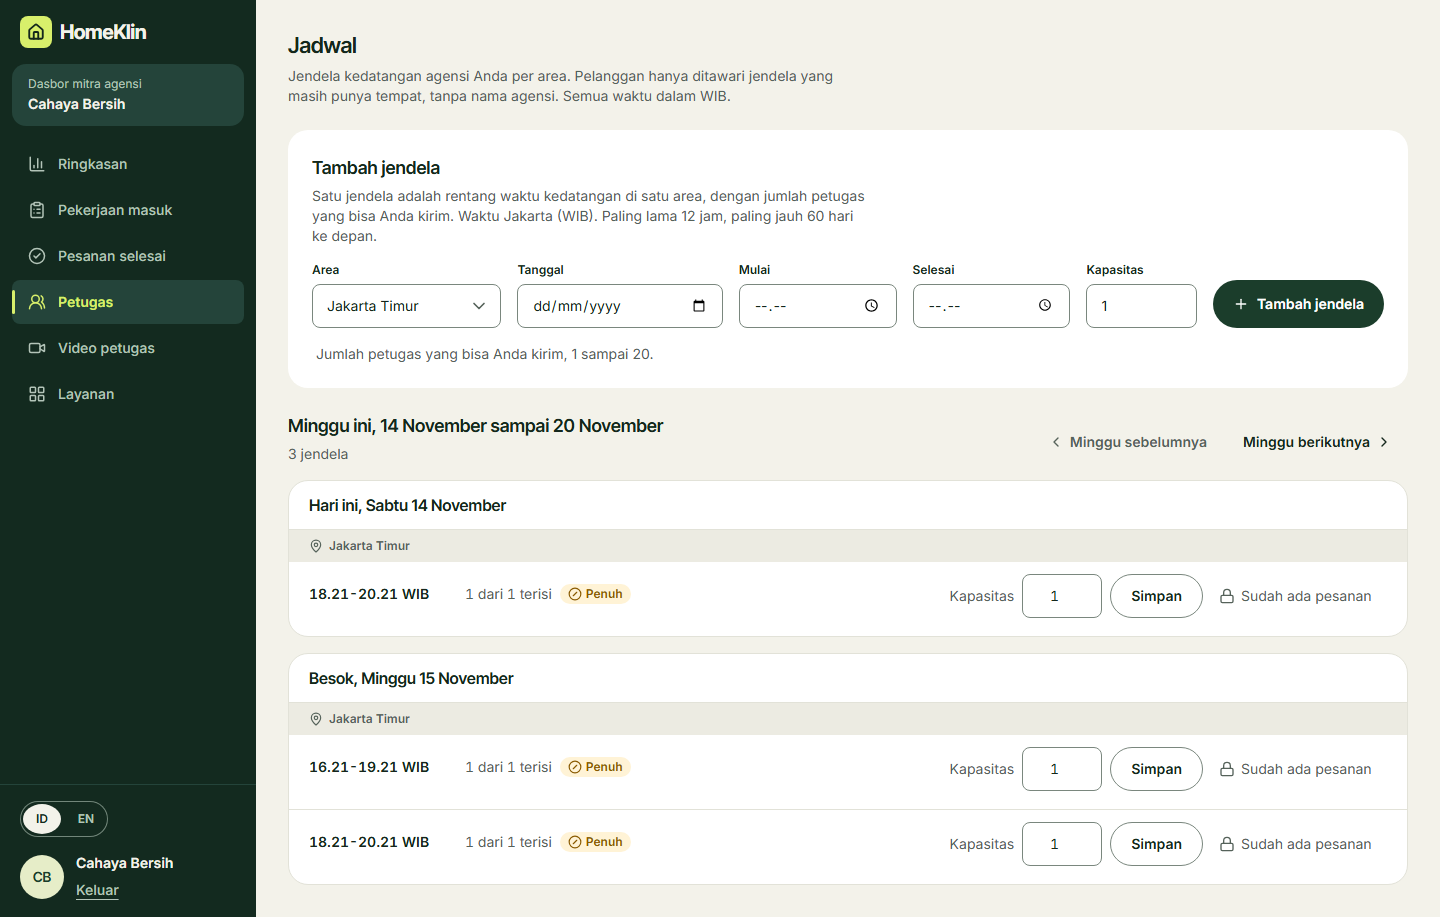 HomeKlin
Dasbor mitra agensi
Cahaya Bersih
Ringkasan
Pekerjaan masuk
Pesanan selesai
Petugas
Video petugas
Layanan
ID EN
CB
Cahaya Bersih
Keluar
Jadwal
Jendela kedatangan agensi Anda per area. Pelanggan hanya ditawari jendela yang
masih punya tempat, tanpa nama agensi. Semua waktu dalam WIB.
Tambah jendela
Satu jendela adalah rentang waktu kedatangan di satu area, dengan jumlah petugas
yang bisa Anda kirim. Waktu Jakarta (WIB). Paling lama 12 jam, paling jauh 60 hari
ke depan.
Area Tanggal Mulai Selesai Kapasitas
Jakarta Timur dd/mm/yyyy --.-- --.-- 1 Tambah jendela
Jumlah petugas yang bisa Anda kirim, 1 sampai 20.
Minggu ini, 14 November sampai 20 November
3 jendela
Minggu sebelumnya Minggu berikutnya
Hari ini, Sabtu 14 November
Jakarta Timur
18.21-20.21 WIB 1 dari 1 terisi Penuh Kapasitas 1 Simpan Sudah ada pesanan
Besok, Minggu 15 November
Jakarta Timur
16.21-19.21 WIB 1 dari 1 terisi Penuh Kapasitas 1 Simpan Sudah ada pesanan
18.21-20.21 WIB 1 dari 1 terisi Penuh Kapasitas 1 Simpan Sudah ada pesanan